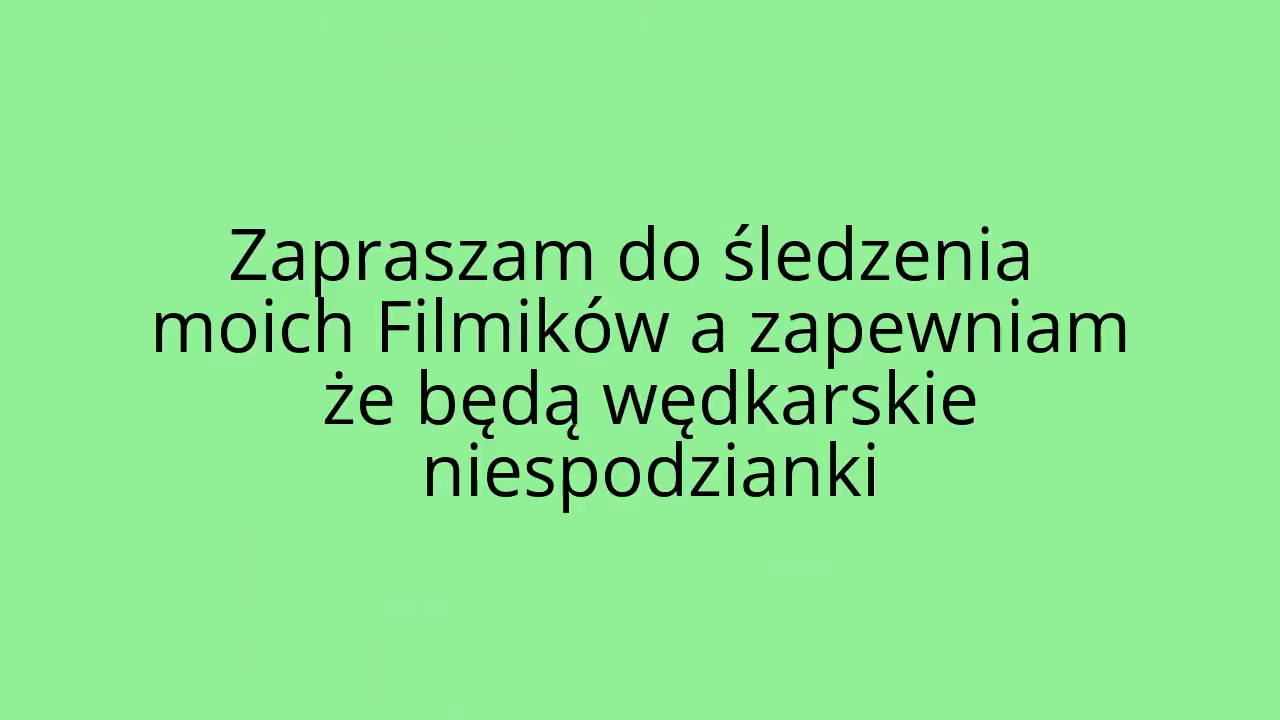 Zapraszam do śledzenia
moich Filmików a zapewniam
że będą wędkarskie
niespodzianki